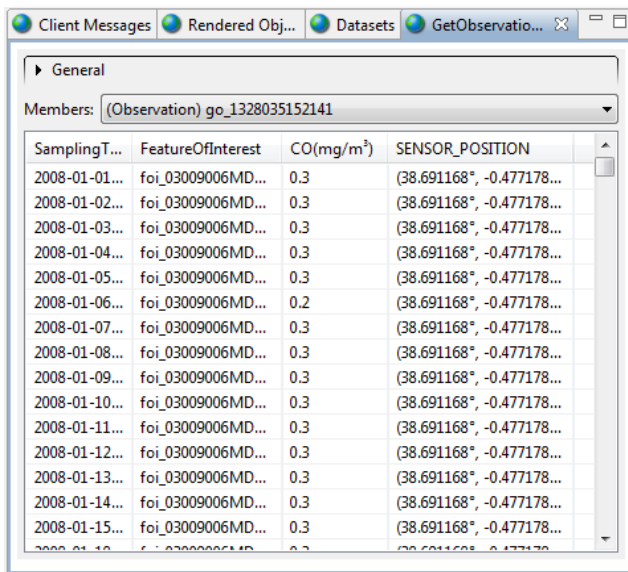 Client Messages Rendered Obj... Datasets GetObservatio...
General
Members: (Observation) go_1328035152141
SamplingT... FeatureOfInterest CO(mg/m³) SENSOR_POSITION
2008-01-01... foi_03009006MD... 0.3 (38.691168°, -0.477178...
2008-01-02... foi_03009006MD... 0.3 (38.691168°, -0.477178...
2008-01-03... foi_03009006MD... 0.3 (38.691168°, -0.477178...
2008-01-04... foi_03009006MD... 0.3 (38.691168°, -0.477178...
2008-01-05... foi_03009006MD... 0.3 (38.691168°, -0.477178...
2008-01-06... foi_03009006MD... 0.2 (38.691168°, -0.477178...
2008-01-07... foi_03009006MD... 0.3 (38.691168°, -0.477178...
2008-01-08... foi_03009006MD... 0.3 (38.691168°, -0.477178...
2008-01-09... foi_03009006MD... 0.3 (38.691168°, -0.477178...
2008-01-10... foi_03009006MD... 0.3 (38.691168°, -0.477178...
2008-01-11... foi_03009006MD... 0.3 (38.691168°, -0.477178...
2008-01-12... foi_03009006MD... 0.3 (38.691168°, -0.477178...
2008-01-13... foi_03009006MD... 0.3 (38.691168°, -0.477178...
2008-01-14... foi_03009006MD... 0.3 (38.691168°, -0.477178...
2008-01-15... foi_03009006MD... 0.3 (38.691168°, -0.477178...